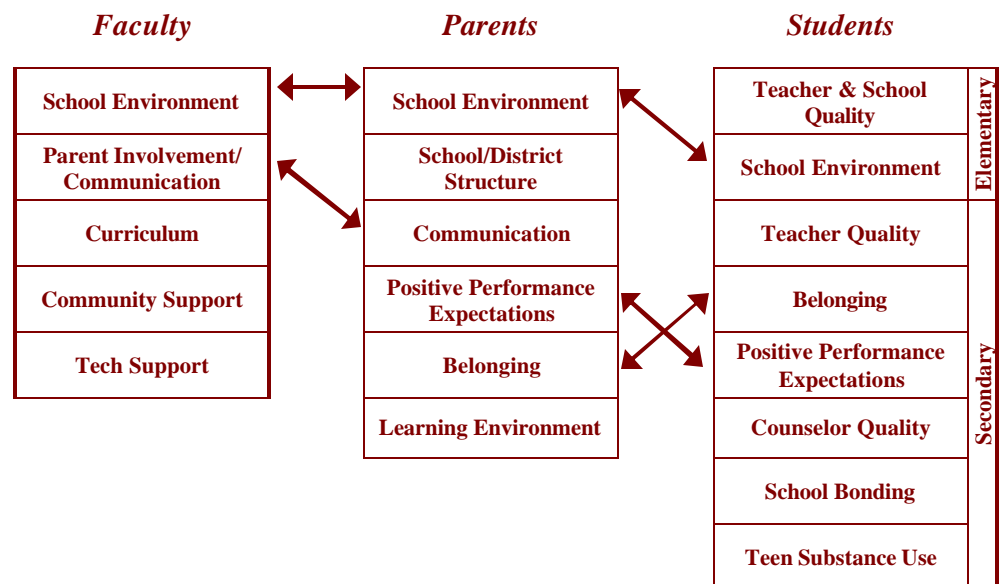 Faculty
Parents
Students
School Environment
Parent Involvement/
Communication
Curriculum
Community Support
Tech Support
School Environment
School/District
Structure
Communication
Positive Performance
Expectations
Belonging
Learning Environment
Teacher & School
Quality
School Environment
Teacher Quality
Belonging
Positive Performance
Expectations
Counselor Quality
School Bonding
Teen Substance Use
Elementary
Secondary